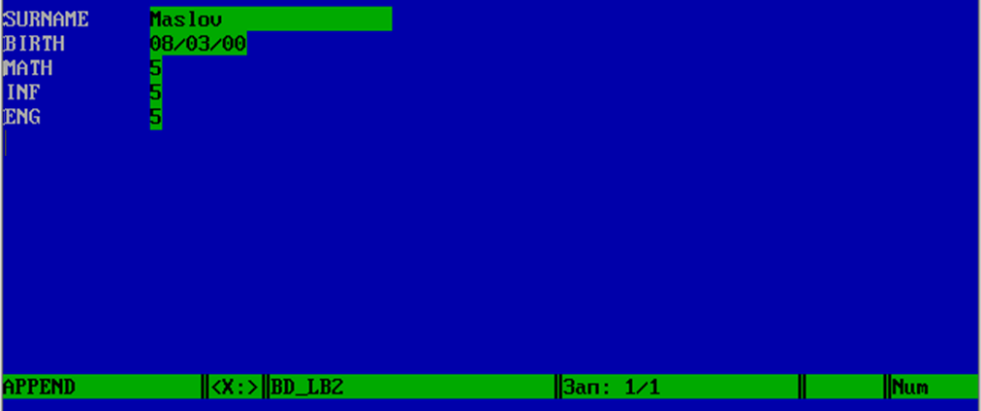 SURNAME Maslov
BIRTH 08/03/00
MATH 5
INF 5
ENG 5
APPEND ║<X:>║BD_LB2 ║Зап: 1/1 ║ ║Num